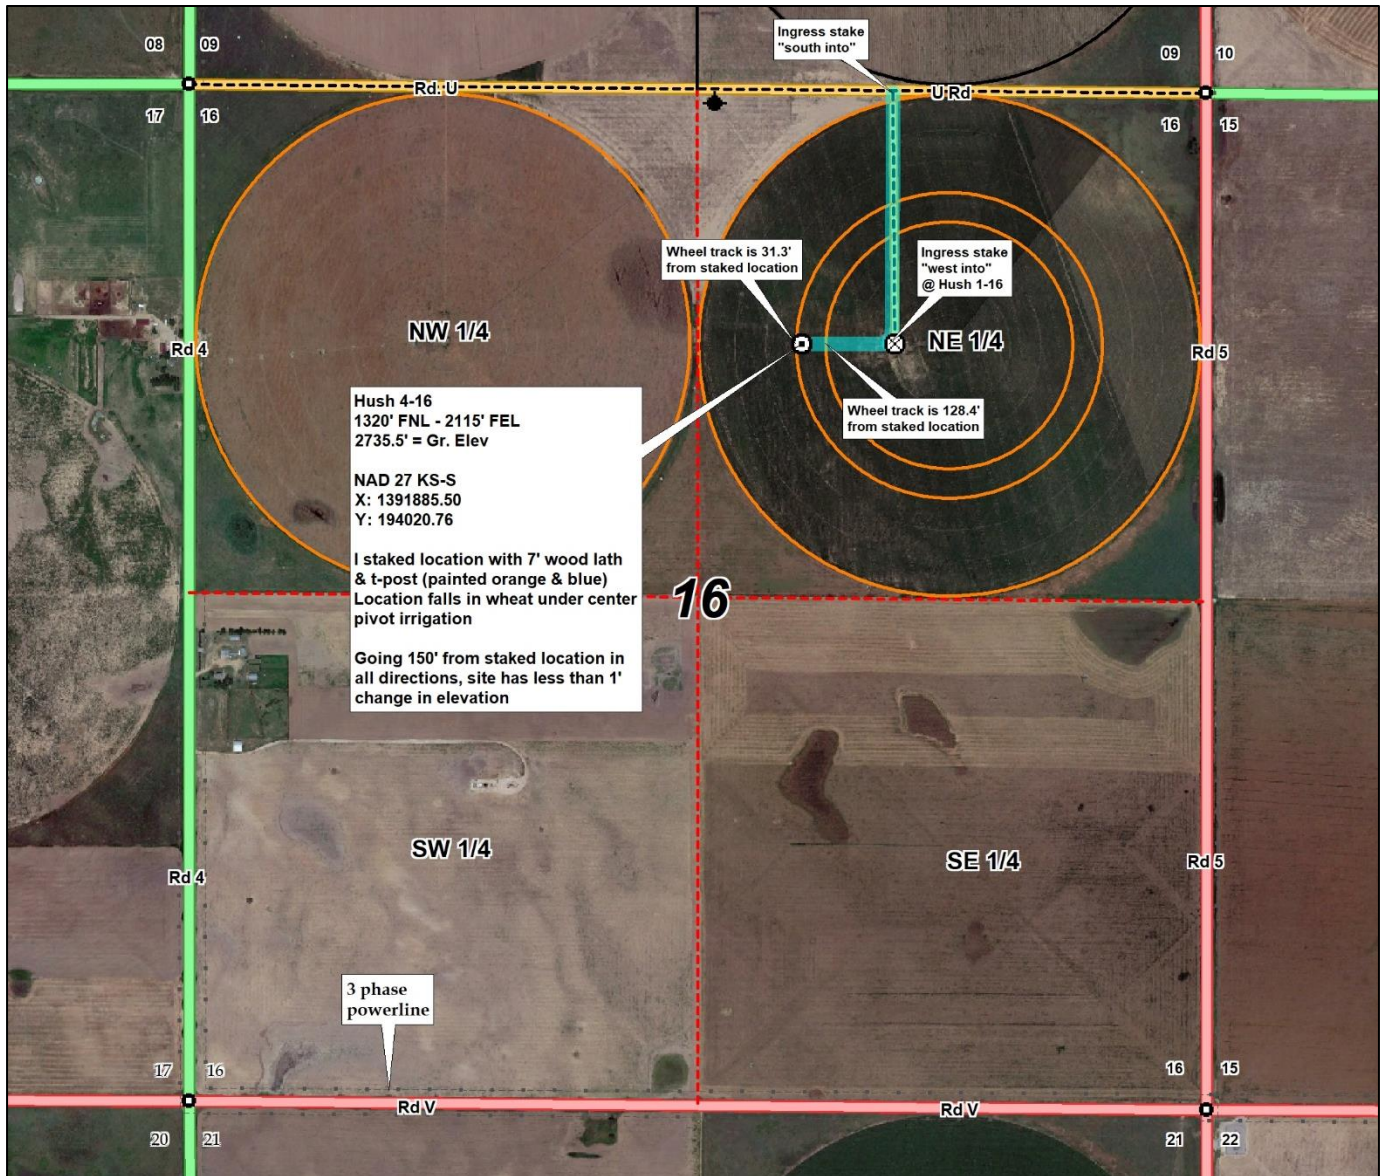 Ingress stake
"south into"
08 09
09 10
Rd. U
U Rd
17 16
16 15
Wheel track is 31.3'
from staked location
Ingress stake
"west into"
@ Hush 1-16
NW 1/4
NE 1/4
Rd 4
Rd 5
Wheel track is 128.4'
from staked location
Hush 4-16
1320' FNL - 2115' FEL
2735.5' = Gr. Elev
NAD 27 KS-S
X: 1391885.50
Y: 194020.76
I staked location with 7' wood lath
& t-post (painted orange & blue)
Location falls in wheat under center
pivot irrigation
Going 150' from staked location in
all directions, site has less than 1'
change in elevation
16
SW 1/4
SE 1/4
Rd 4
Rd 5
3 phase
powerline
17 16
16 15
Rd V
Rd V
20 21
21 22